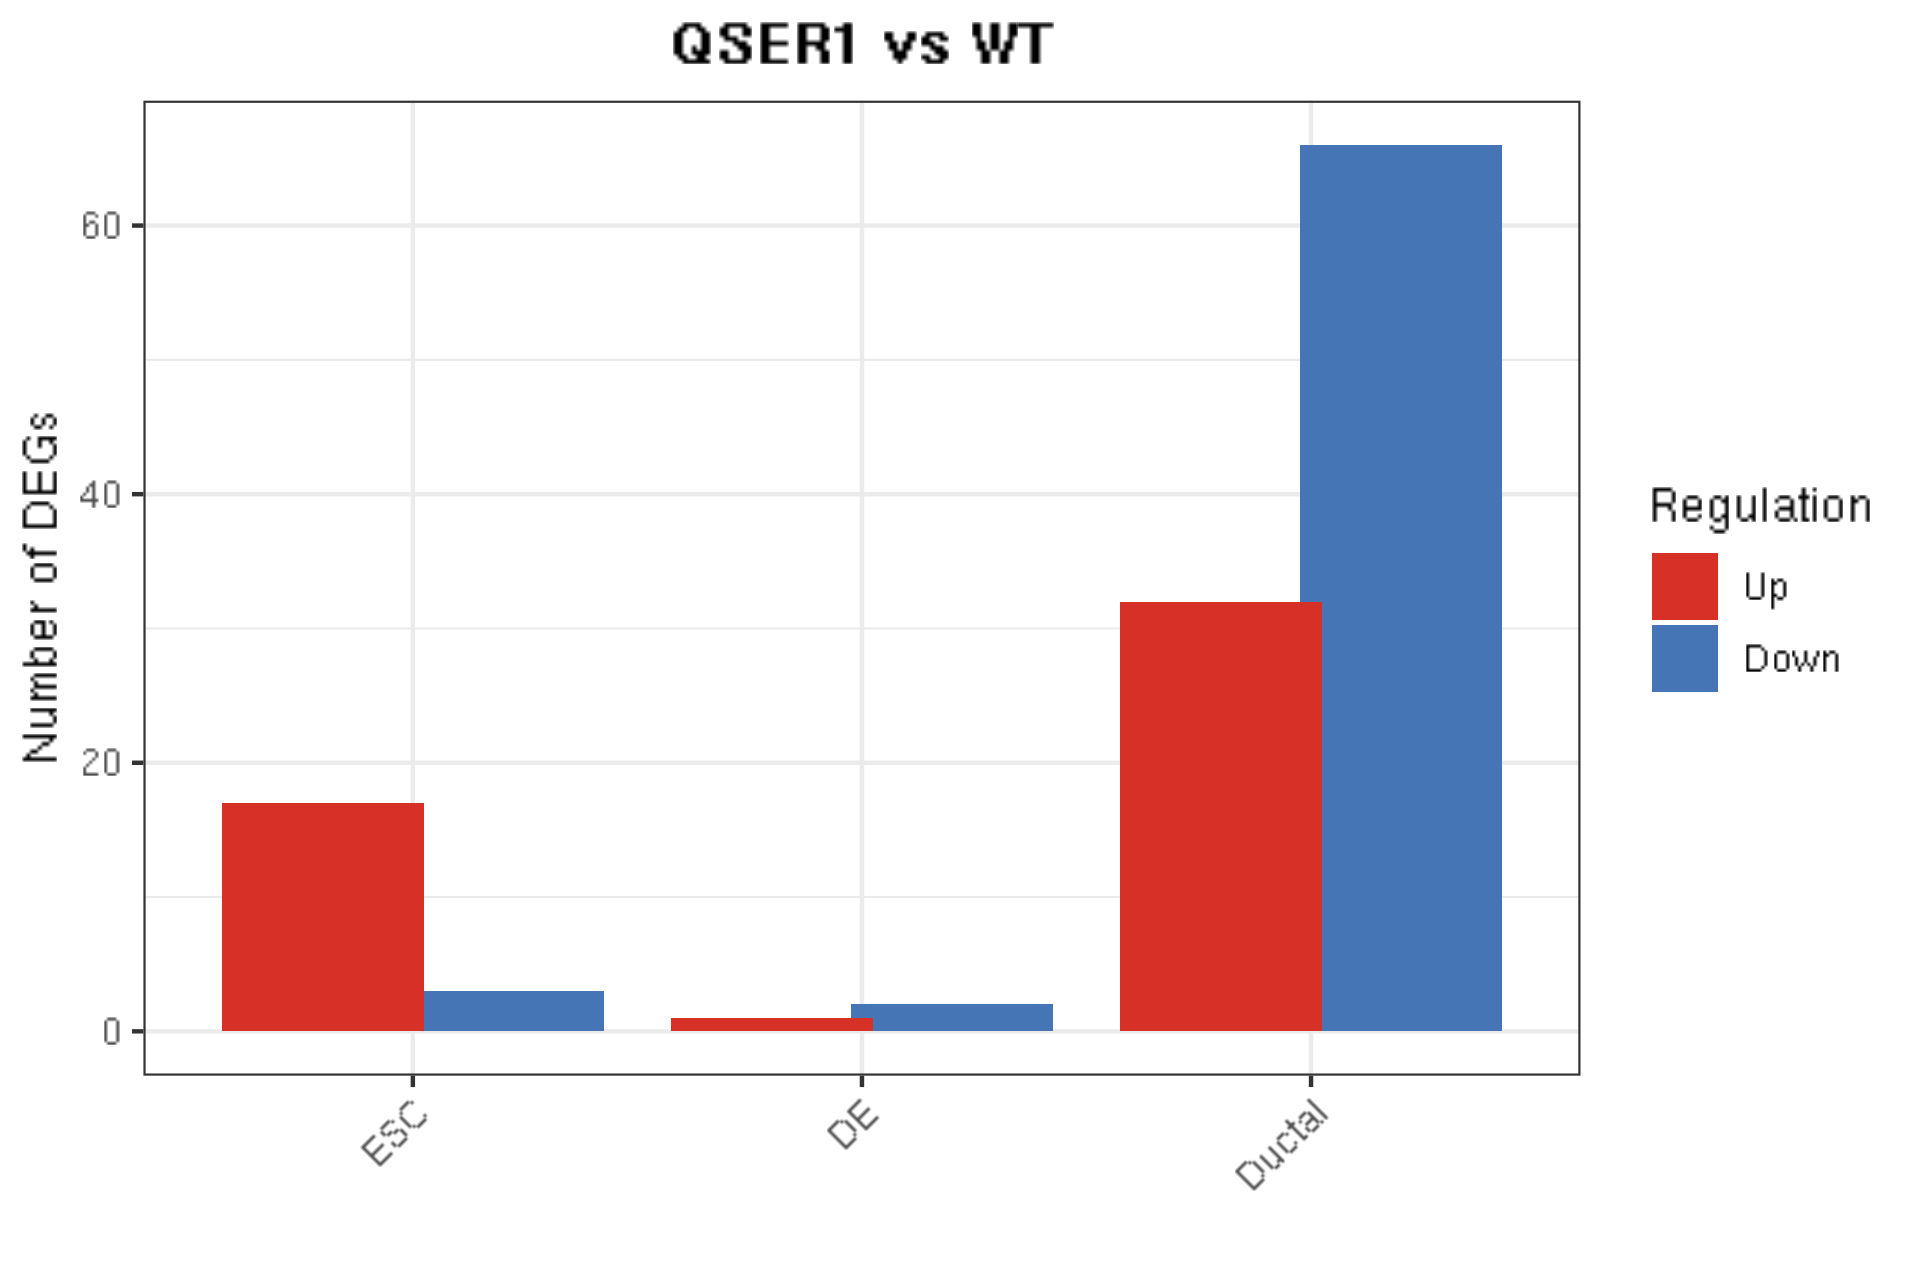 QSER1 vs WT
Number of DEGs
60
40
20
0
ESC
DE
Ductal
Regulation
Up
Down